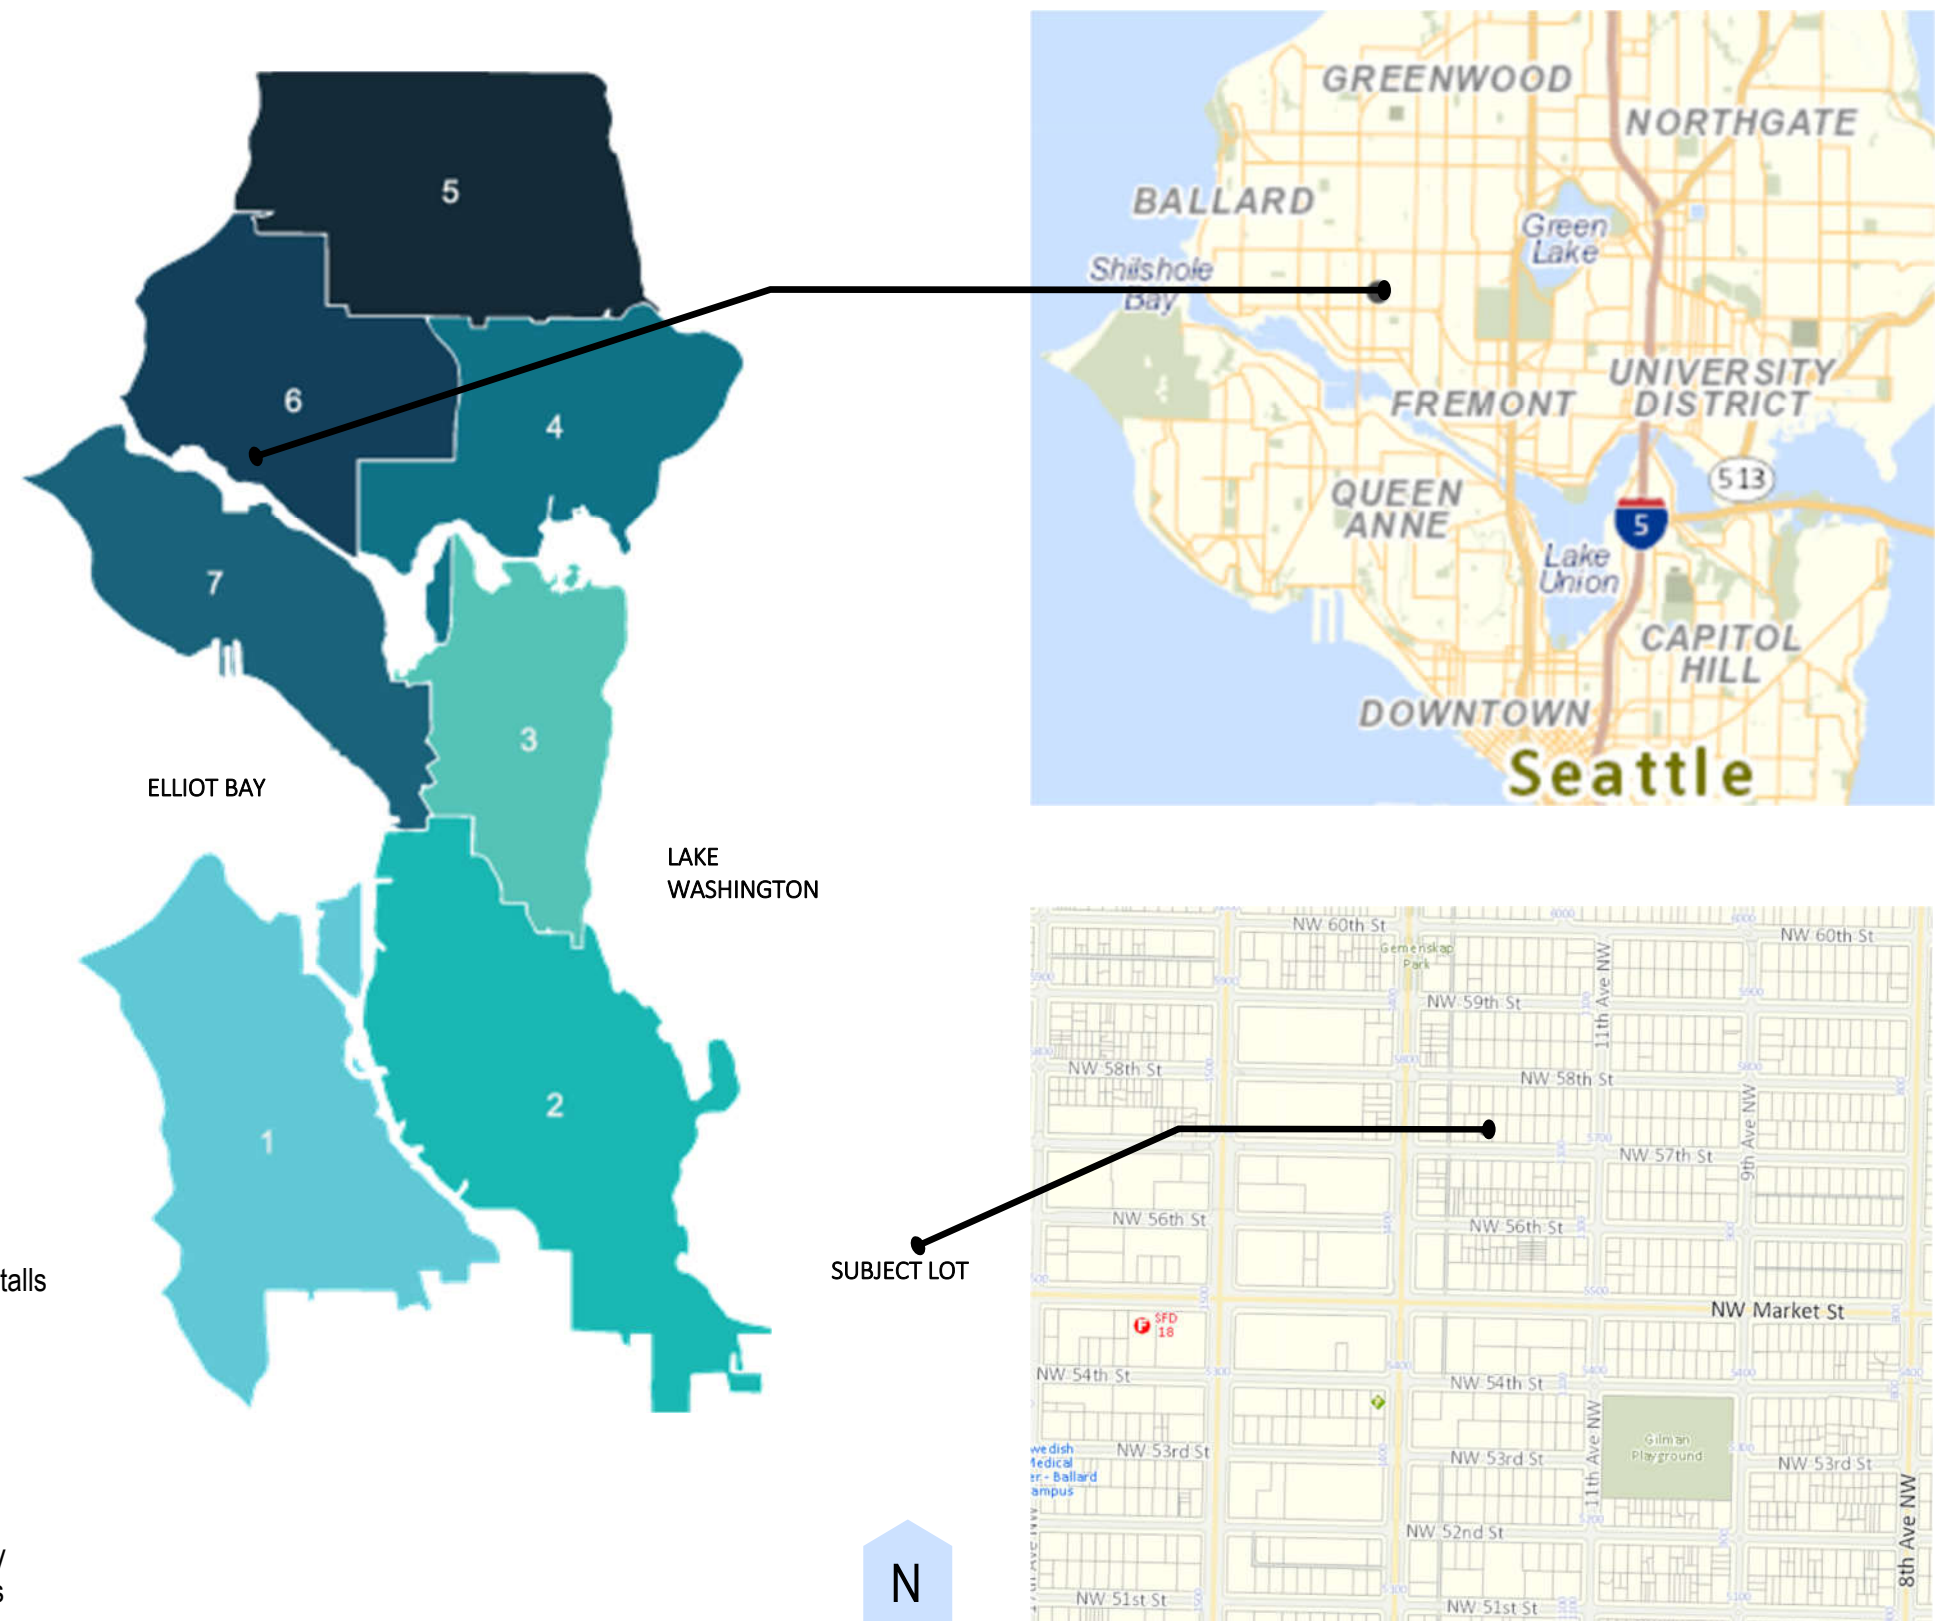 5
6
4
7
3
ELLIOT BAY
LAKE
WASHINGTON
2
1
talls
SUBJECT LOT
N
GREENWOOD
NORTHGATE
BALLARD
Green
Lake
Shilshole
Bay
UNIVERSITY
DISTRICT
FREMONT
513
QUEEN
ANNE
5
Lake
Union
CAPITOL
HILL
DOWNTOWN
Seattle
NW 60th St
NW 60th St
Gemenskap
Park
11th Ave NW
NW 59th St
NW 58th St
NW 58th St
9th Ave NW
NW 57th St
NW 56th St
NW 56th St
NW Market St
F
SFD
18
NW 54th St
NW 54th St
11th Ave NW
Gilman
Playground
wedish
Medical
er - Ballard
ampus
NW 53rd St
NW 53rd St
NW 53rd St
8th Ave NW
NW 52nd St
NW 51st St
NW 51st St